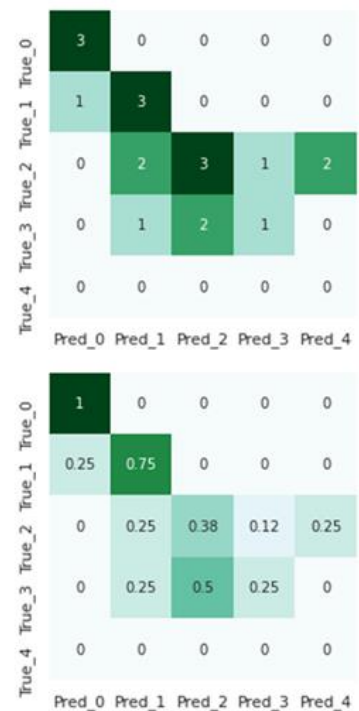 True_0 3 0 0 0 0
True_1 1 3 0 0 0
True_2 0 2 3 1 2
True_3 0 1 2 1 0
True_4 0 0 0 0 0
Pred_0 Pred_1 Pred_2 Pred_3 Pred_4
True_0 1 0 0 0 0
True_1 0.25 0.75 0 0 0
True_2 0 0.25 0.38 0.12 0.25
True_3 0 0.25 0.5 0.25 0
True_4 0 0 0 0 0
Pred_0 Pred_1 Pred_2 Pred_3 Pred_4